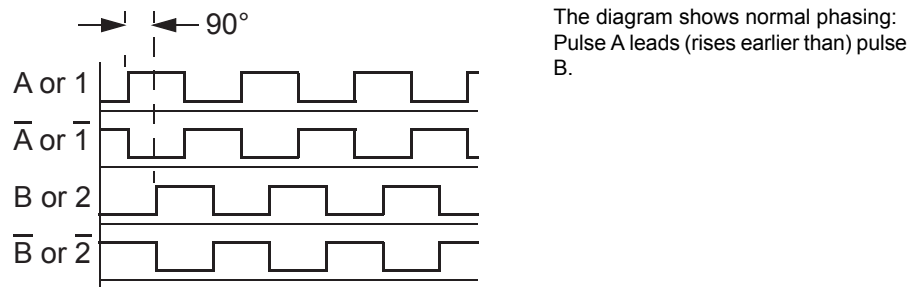 90°
The diagram shows normal phasing:
Pulse A leads (rises earlier than) pulse
B.
A or 1
A̅ or 1̅
B or 2
B̅ or 2̅